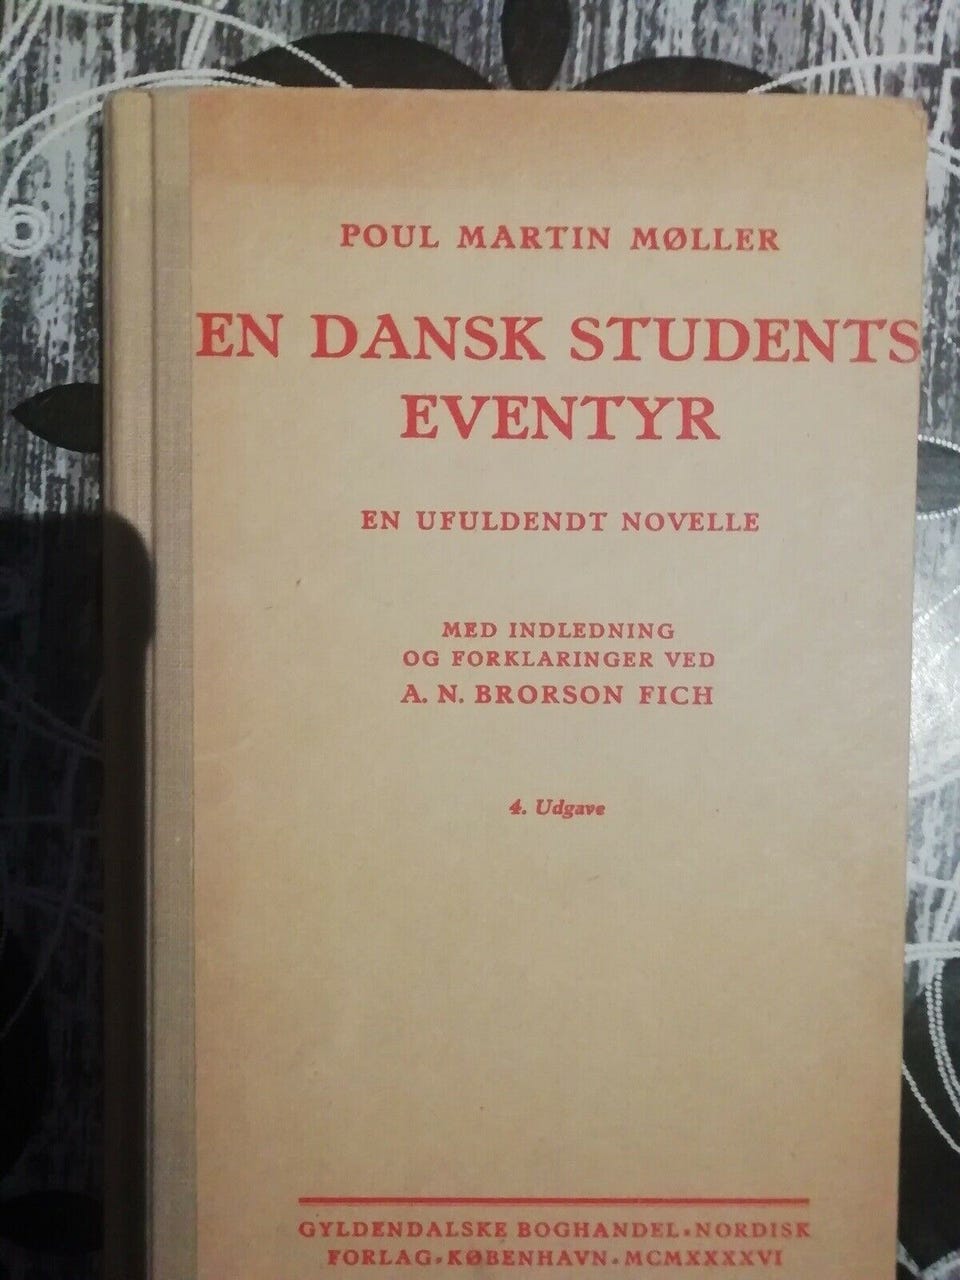 POUL MARTIN MØLLER
EN DANSK STUDENTS
EVENTYR
EN UFULDENDT NOVELLE
MED INDLEDNING
OG FORKLARINGER VED
A. N. BRORSON FICH
4. Udgave
GYLDENDALSKE BOGHANDEL·NORDISK
FORLAG·KØBENHAVN·MCMXXXXVI